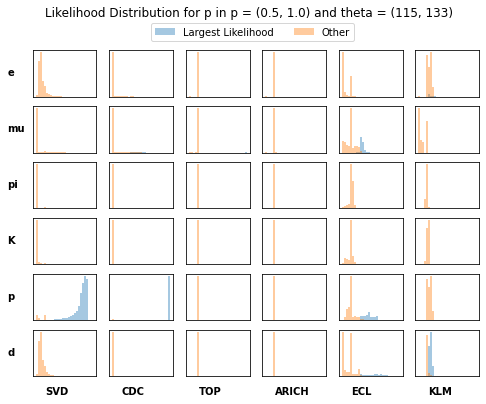 Likelihood Distribution for p in p = (0.5, 1.0) and theta = (115, 133)
Largest Likelihood Other
e
mu
pi
K
p
d
SVD CDC TOP ARICH ECL KLM